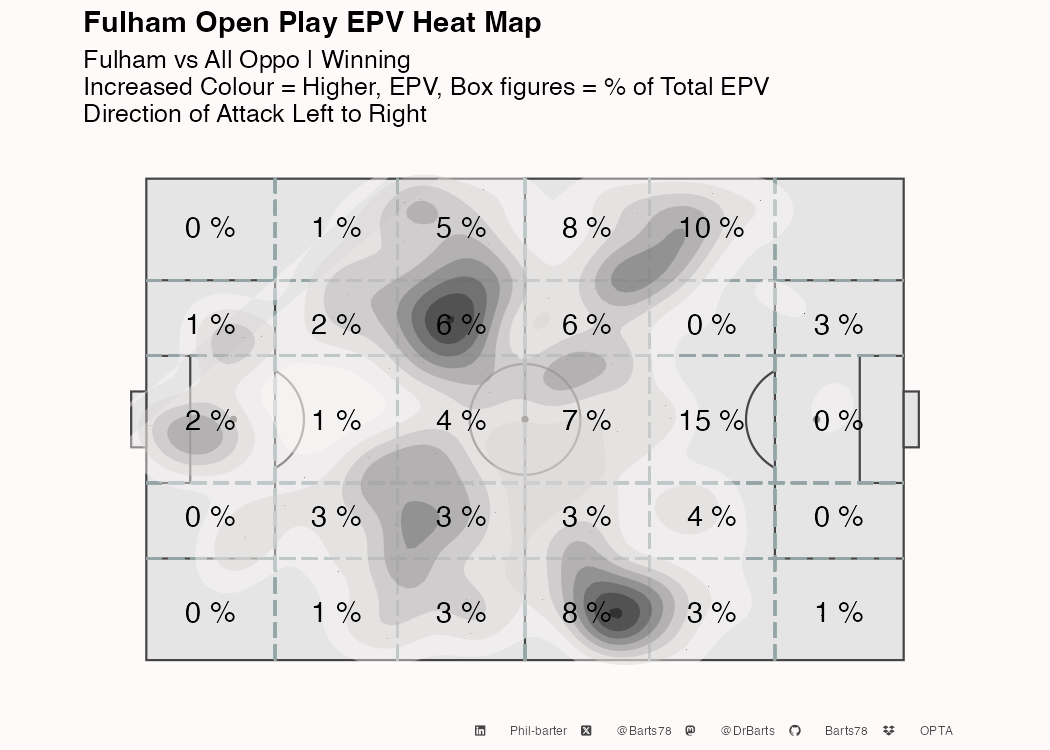 Fulham Open Play EPV Heat Map
Fulham vs All Oppo | Winning
Increased Colour = Higher, EPV, Box figures = % of Total EPV
Direction of Attack Left to Right
0 % 1 % 5 % 8 % 10 %
1 % 2 % 6 % 6 % 0 % 3 %
2 % 1 % 4 % 7 % 15 % 0 %
0 % 3 % 3 % 3 % 4 % 0 %
0 % 1 % 3 % 8 % 3 % 1 %
Phil-barter @Barts78 @DrBarts Barts78 OPTA